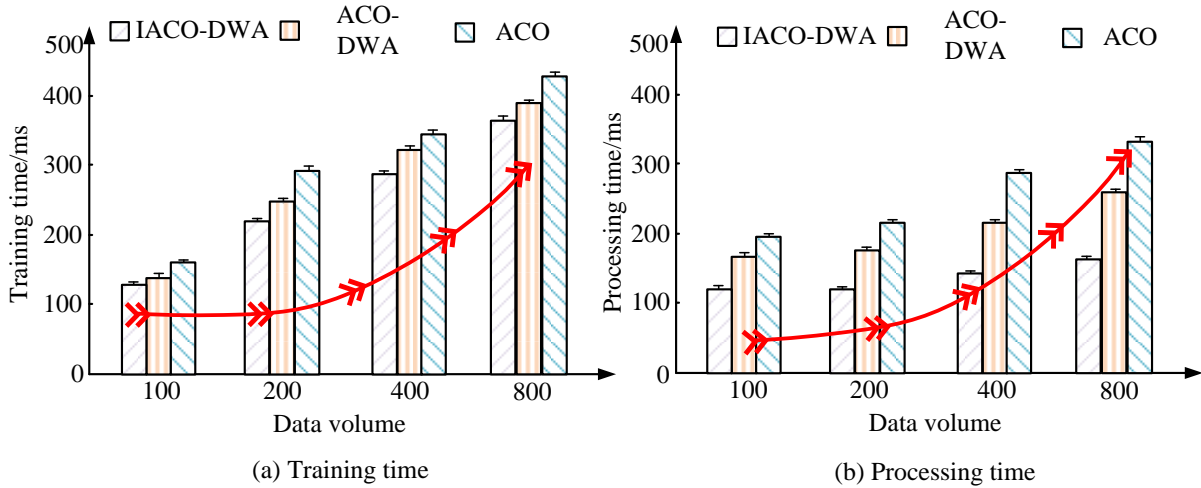 500
IACO-DWA
ACO-
DWA
ACO
400
300
200
100
0
Training time/ms
100 200 400 800
Data volume
(a) Training time
500
IACO-DWA
ACO-
DWA
ACO
400
300
200
100
0
Processing time/ms
100 200 400 800
Data volume
(b) Processing time